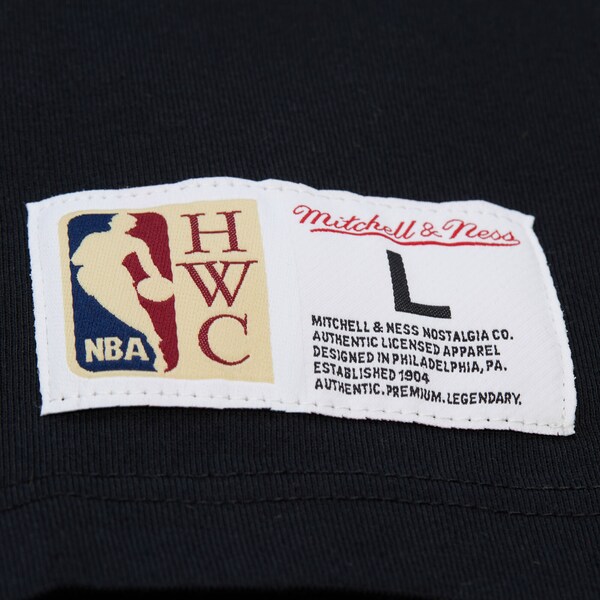 NBA
H
W
C
Mitchell & Ness
L
MITCHELL & NESS NOSTALGIA CO.
AUTHENTIC LICENSED APPAREL
DESIGNED IN PHILADELPHIA, PA.
ESTABLISHED 1904
AUTHENTIC.PREMIUM.LEGENDARY.